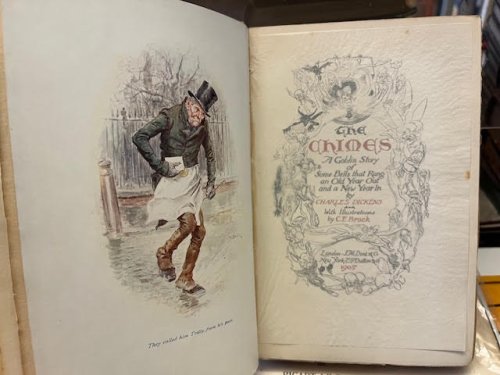 They called him Trotty from his pace
THE
CHIMES
A Goblin Story
of
Some Bells that Rang
an Old Year Out
and a New Year In
by
CHARLES DICKENS
With Illustrations
by C.E. Brock
London–J.M. Dent & Co
New York–E.P. Dutton & Co
1905